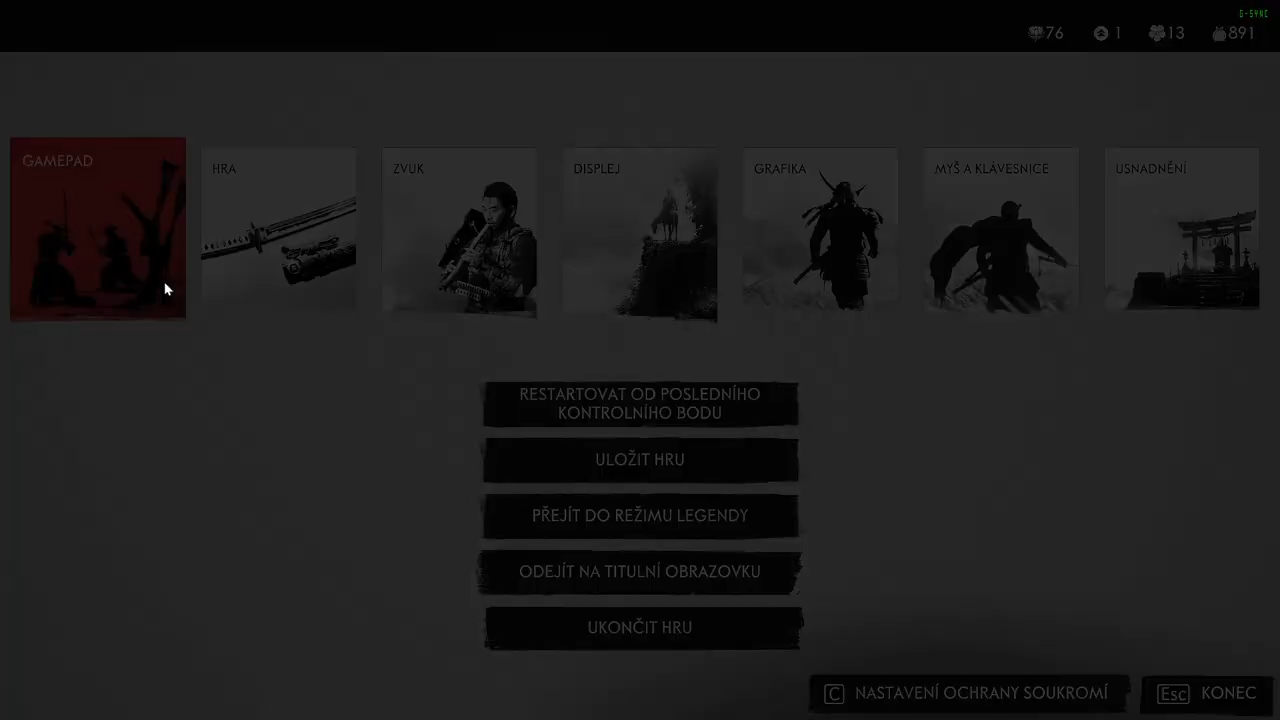 G-SYNC
76 1 13 891
GAMEPAD
HRA
ZVUK
DISPLEJ
GRAFIKA
MYŠ A KLÁVESNICE
USNADNĚNÍ
RESTARTOVAT OD POSLEDNÍHO
KONTROLNÍHO BODU
ULOŽIT HRU
PŘEJÍT DO REŽIMU LEGENDY
ODEJÍT NA TITULNÍ OBRAZOVKU
UKONČIT HRU
C NASTAVENÍ OCHRANY SOUKROMÍ
Esc KONEC